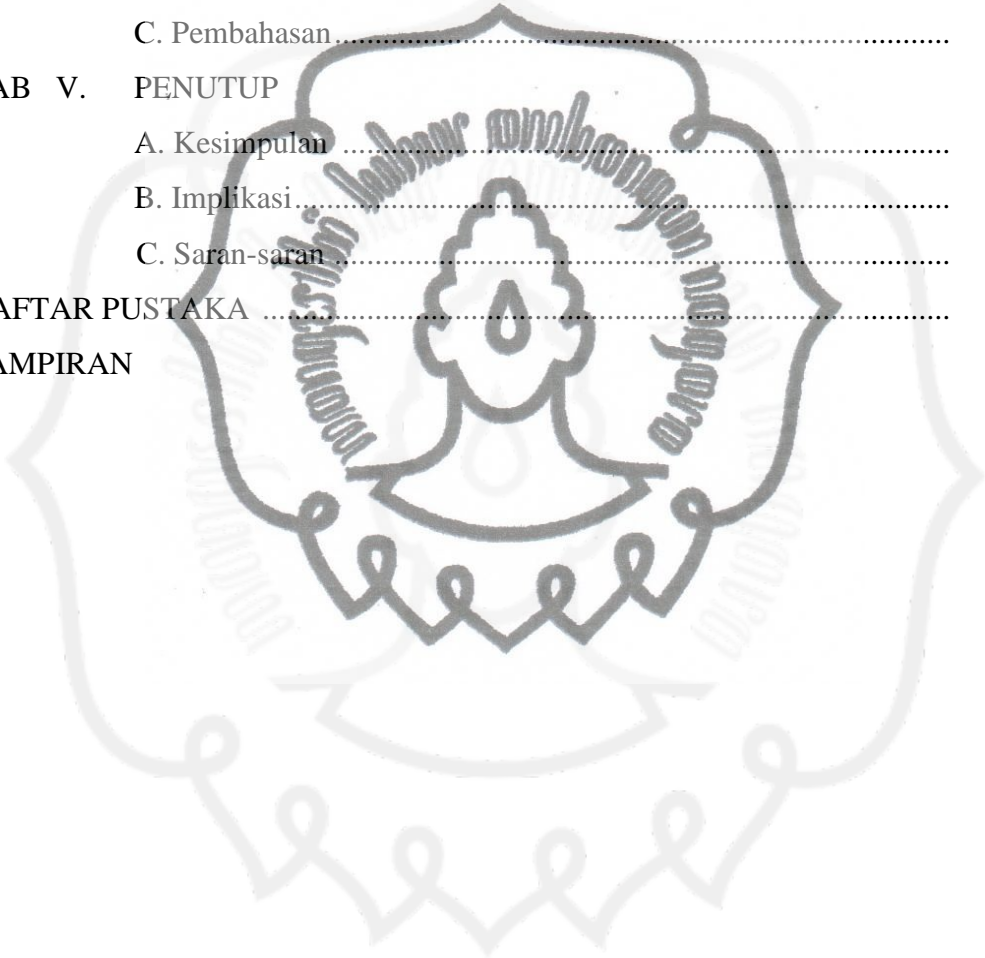 C. Pembahasan........................................................................................
AB V. PENUTUP
A. Kesimpulan ........................................................................................
B. Implikasi........................................................................................
C. Saran-saran ........................................................................................
AFTAR PUSTAKA ........................................................................................
AMPIRAN